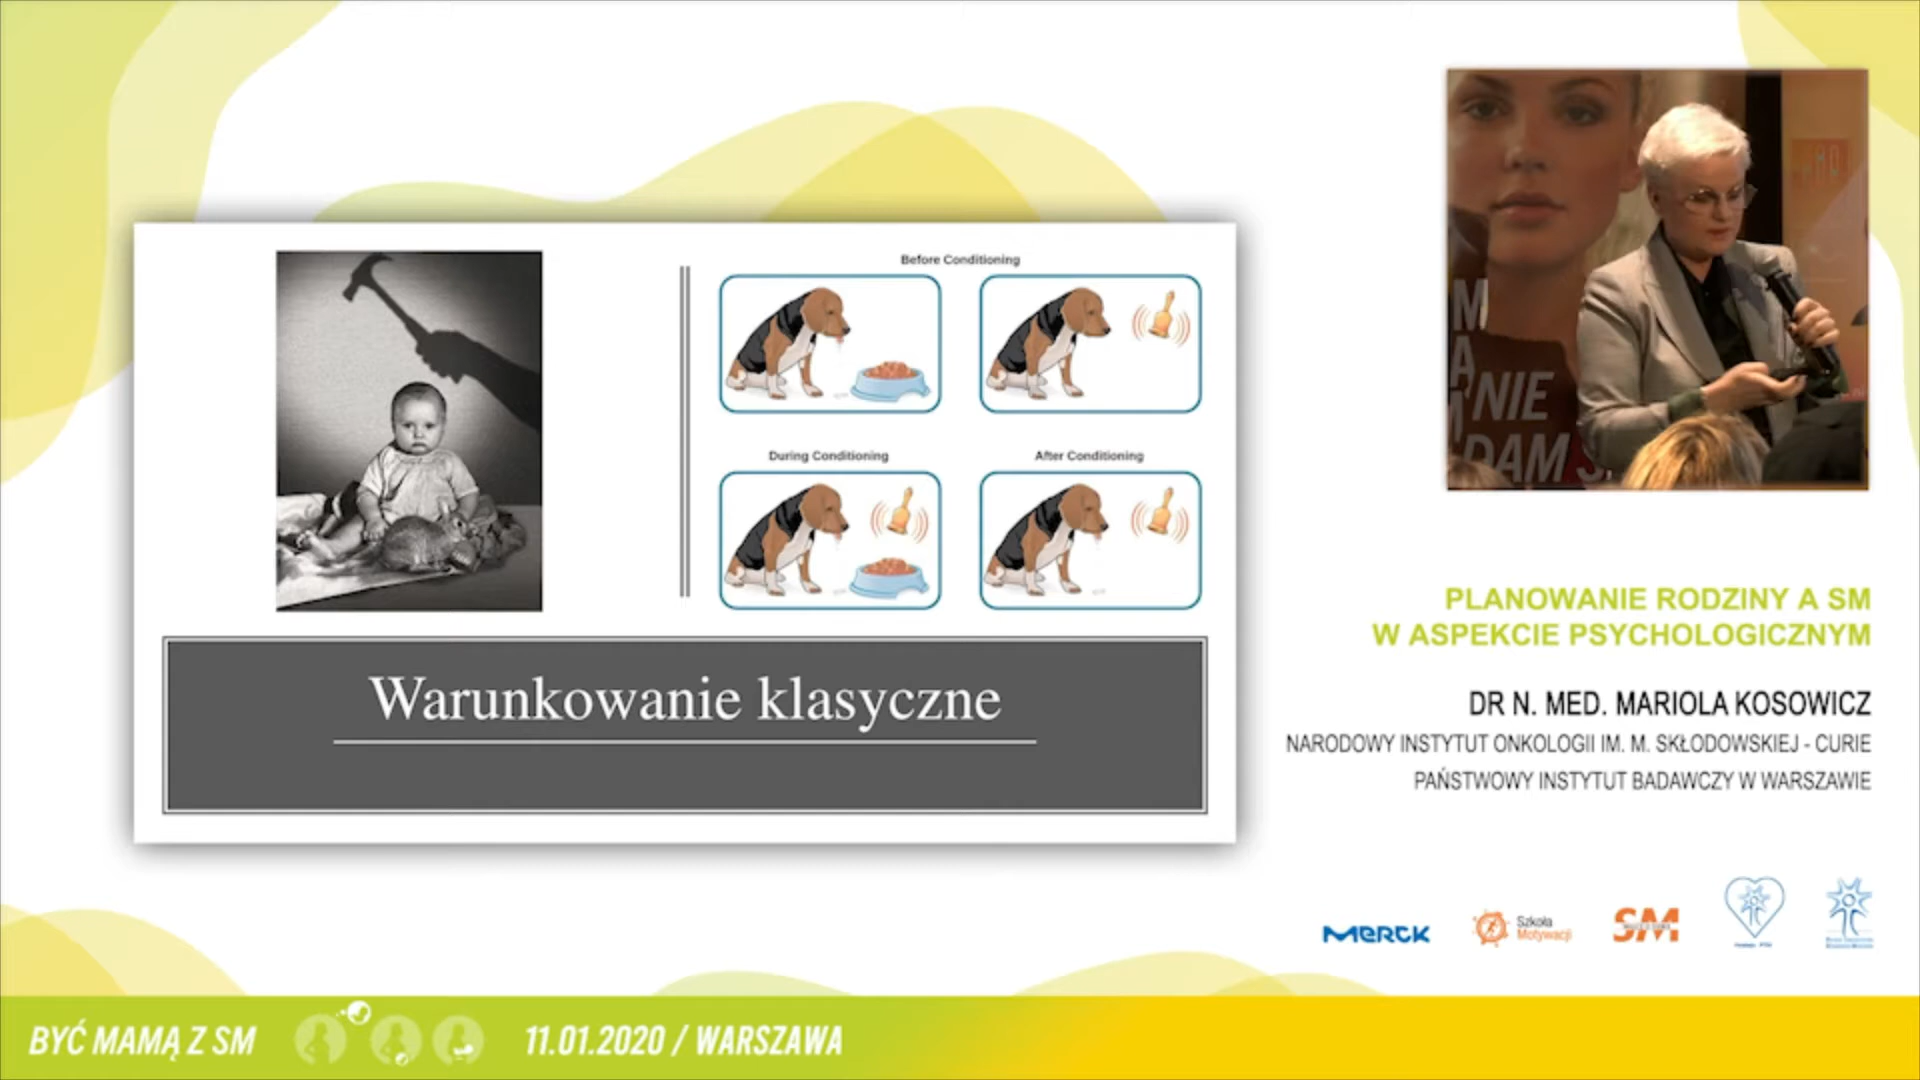 Before Conditioning
During Conditioning
After Conditioning
Warunkowanie klasyczne
M
A
NIE
DAM S
PLANOWANIE RODZINY A SM
W ASPEKCIE PSYCHOLOGICZNYM
DR N. MED. MARIOLA KOSOWICZ
NARODOWY INSTYTUT ONKOLOGII IM. M. SKŁODOWSKIEJ - CURIE
PAŃSTWOWY INSTYTUT BADAWCZY W WARSZAWIE
MERCK
Szkoła
Motywacji
SM
BYĆ MAMĄ Z SM
11.01.2020 / WARSZAWA